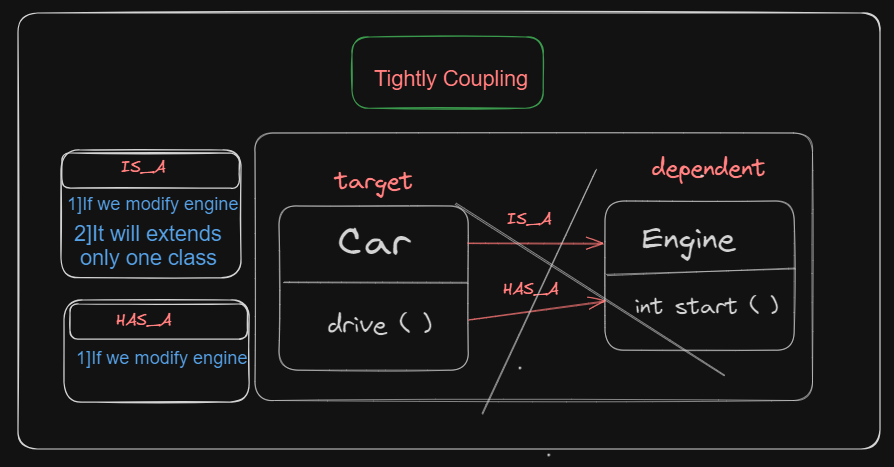 Tightly Coupling
IS_A
1]If we modify engine
2]It will extends
only one class
HAS_A
1]If we modify engine
target
dependent
Car
drive ( )
IS_A
HAS_A
Engine
int start ( )